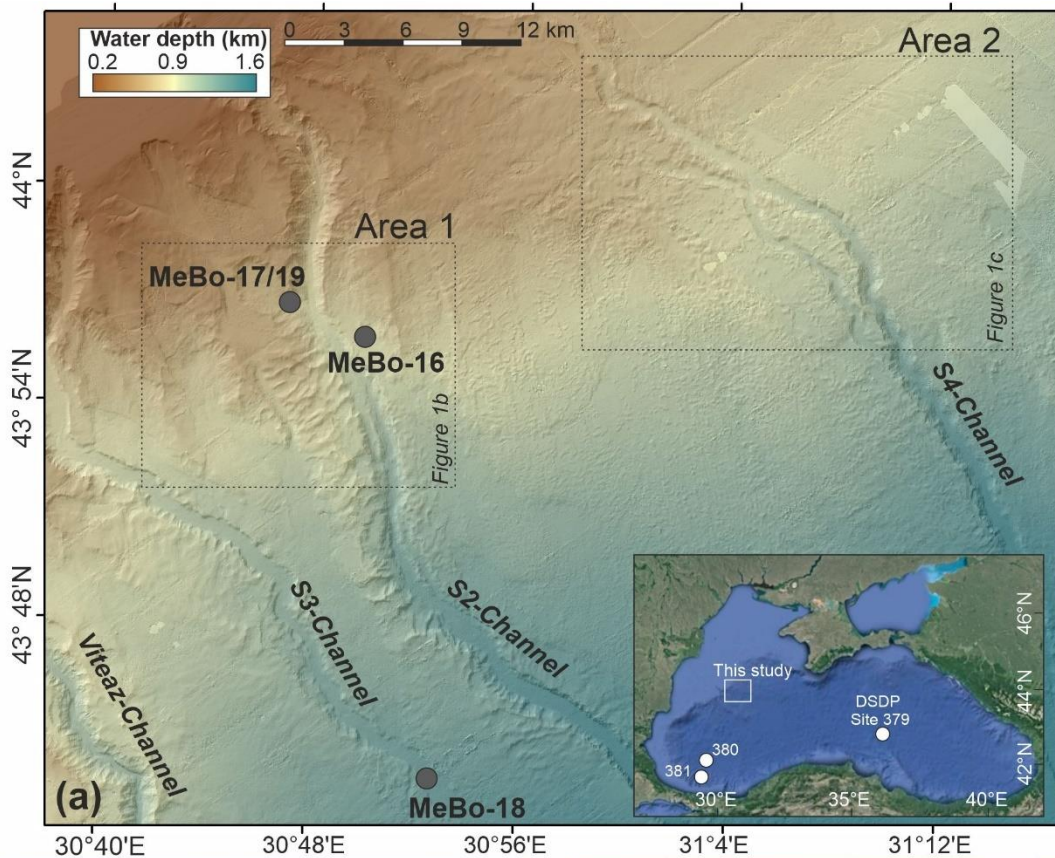 Water depth (km)
0.2 0.9 1.6
0 3 6 9 12 km
Area 2
44°N
Area 1
MeBo-17/19
MeBo-16
Figure 1b
Figure 1c
43° 54'N
S4-Channel
43° 48'N
S3-Channel
S2-Channel
Viteaz-Channel
MeBo-18
(a)
46°N
This study
44°N
DSDP
Site 379
380
381
42°N
30°E 35°E 40°E
30°40'E 30°48'E 30°56'E 31°4'E 31°12'E